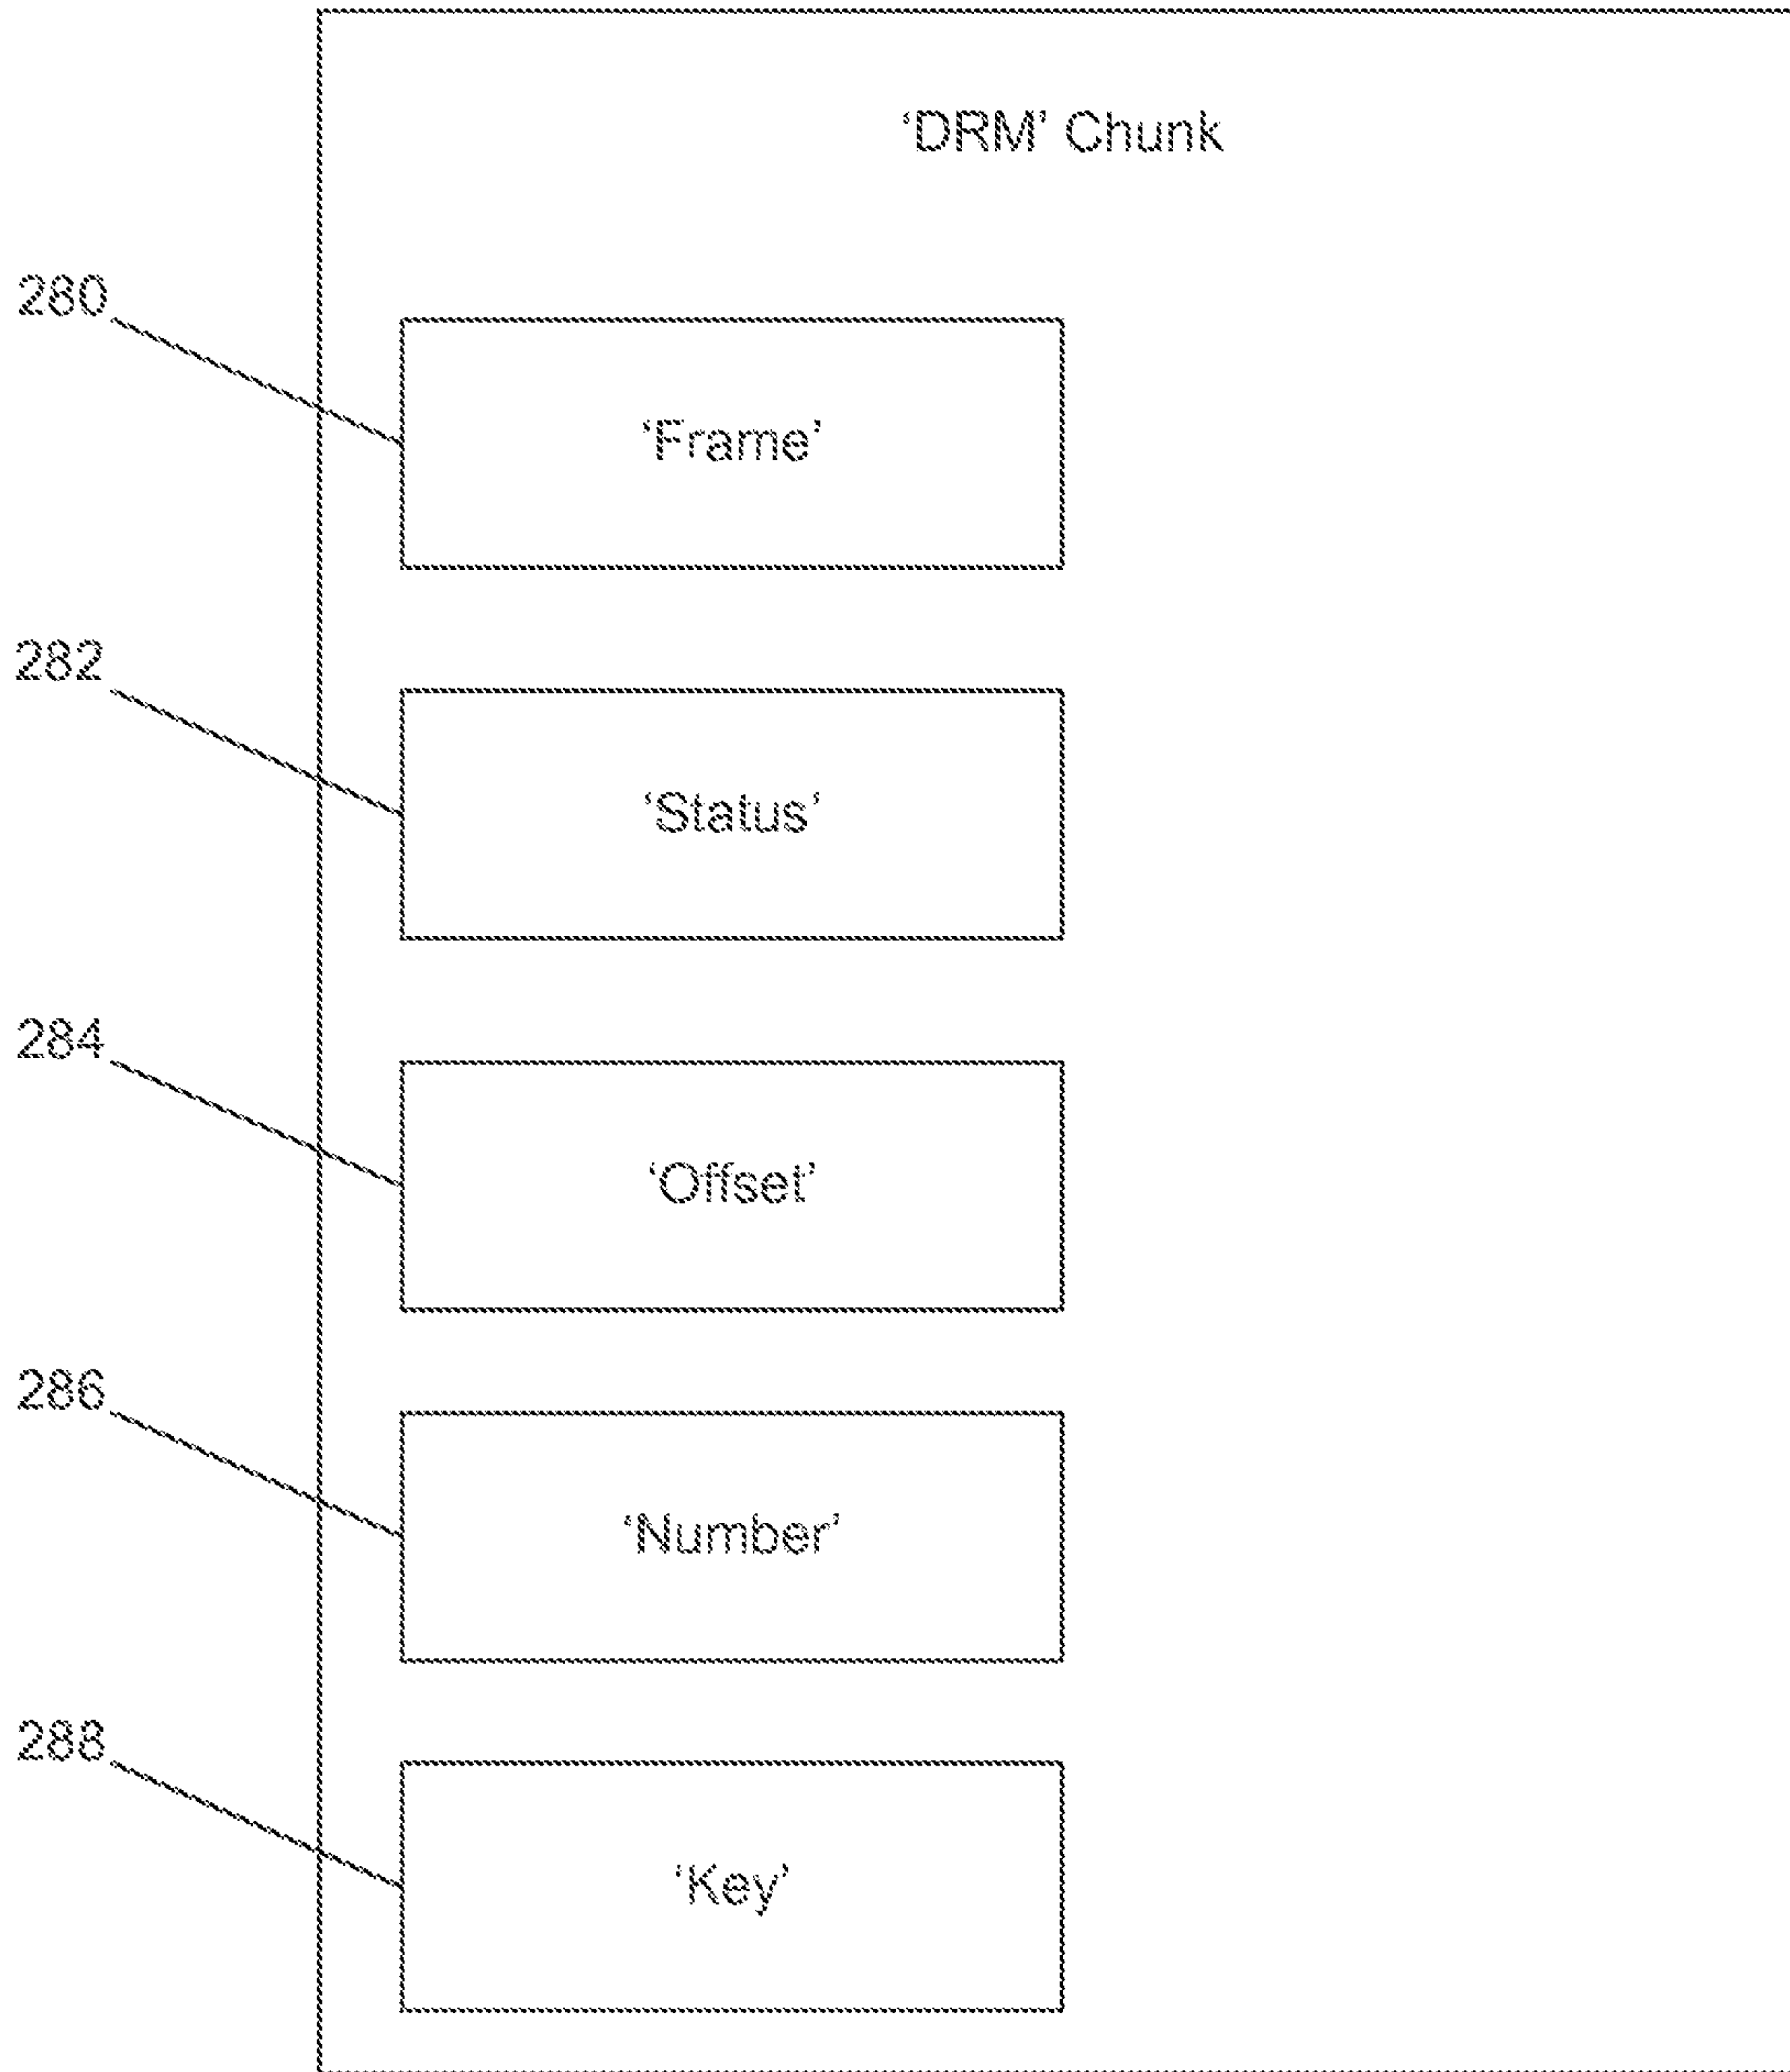 ‘DRM’ Chunk
280
‘Frame’
282
‘Status’
284
‘Offset’
286
‘Number’
288
‘Key’